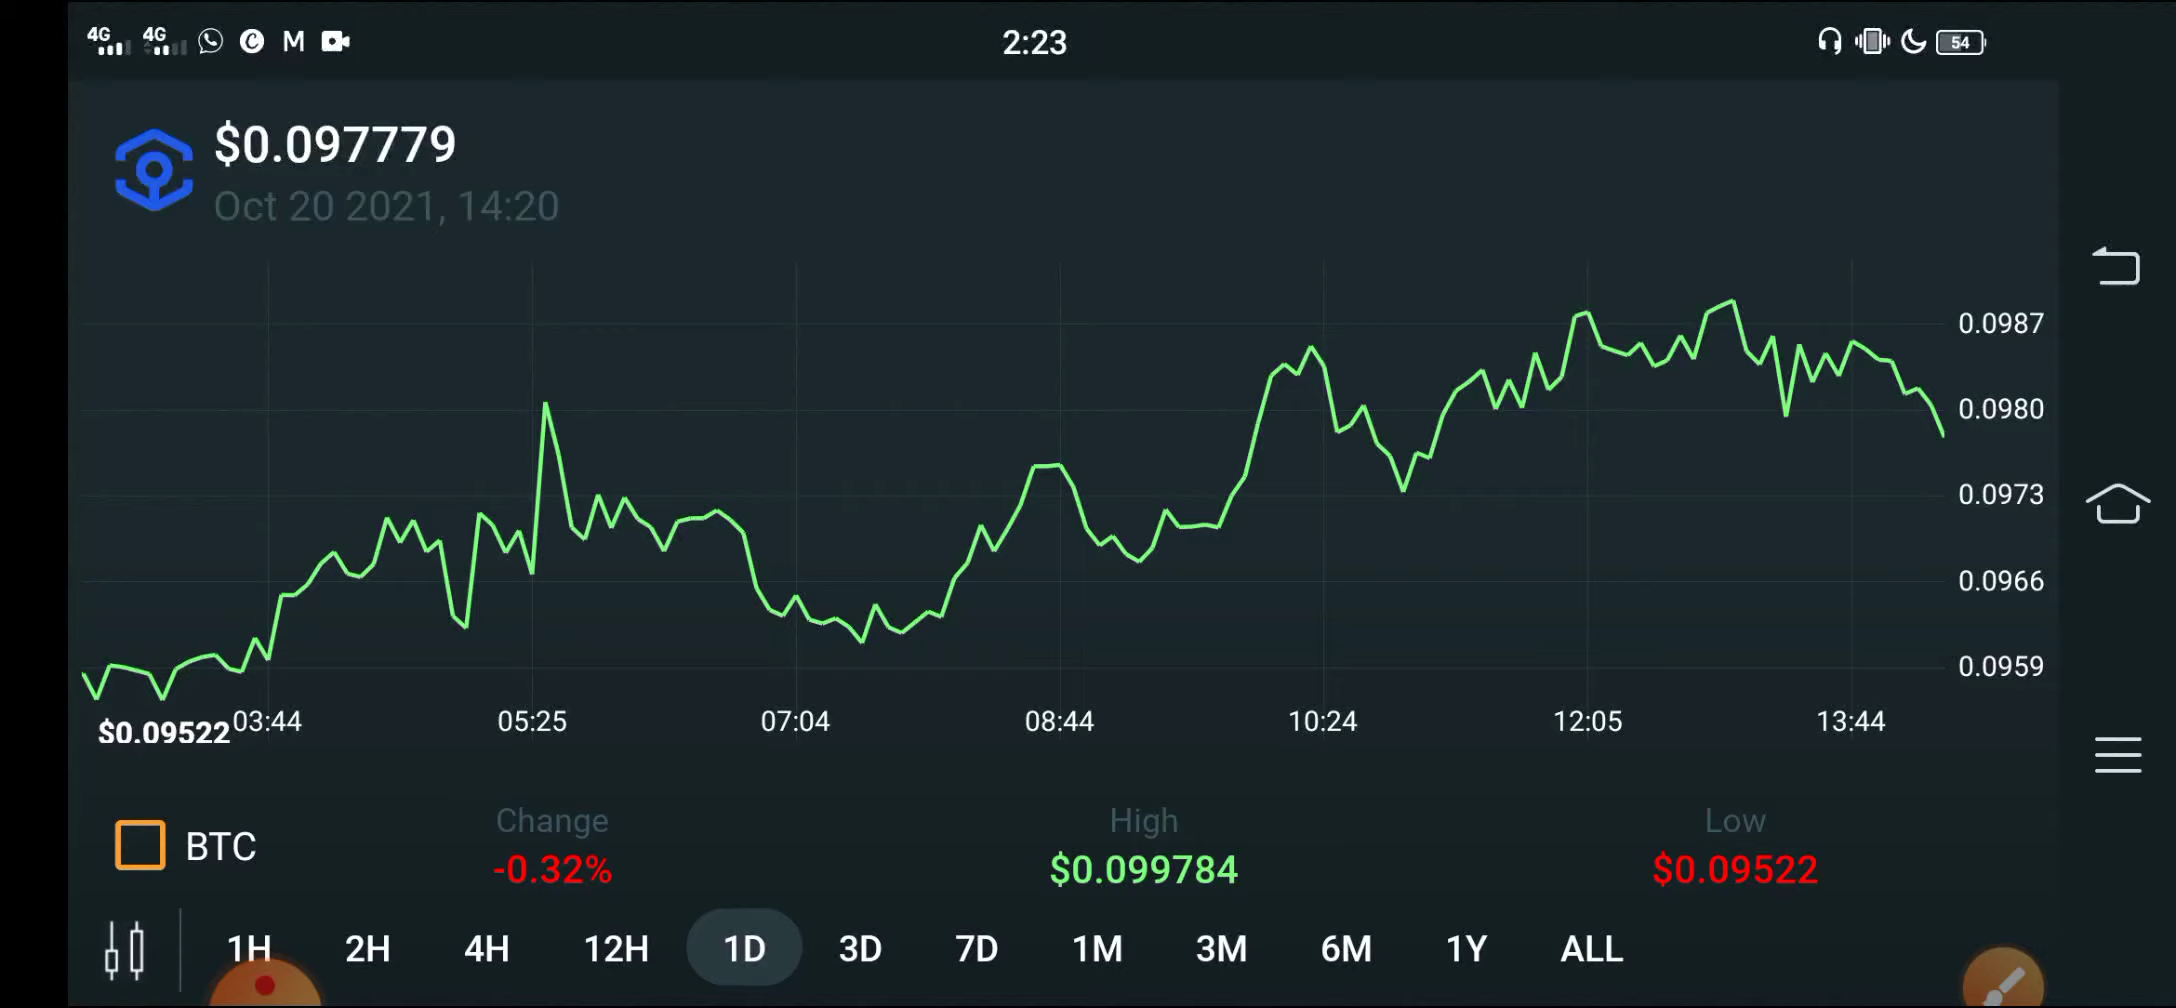 4G 4G M 2:23 54
$0.097779
Oct 20 2021, 14:20
0.0987
0.0980
0.0973
0.0966
0.0959
$0.09522 03:44 05:25 07:04 08:44 10:24 12:05 13:44
Change High Low
BTC -0.32% $0.099784 $0.09522
1H 2H 4H 12H 1D 3D 7D 1M 3M 6M 1Y ALL